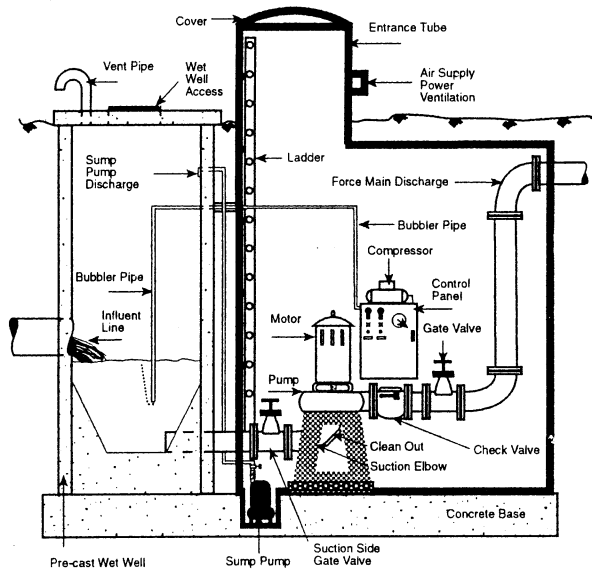 Cover
Entrance Tube
Vent Pipe
Wet
Well
Access
Air Supply
Power
Ventilation
Sump
Pump
Discharge
Ladder
Force Main Discharge
Bubbler Pipe
Compressor
Bubbler Pipe
Control
Panel
Influent
Line
Motor
Gate Valve
Pump
Clean Out
Suction Elbow
Check Valve
Concrete Base
Pre-cast Wet Well
Sump Pump
Suction Side
Gate Valve